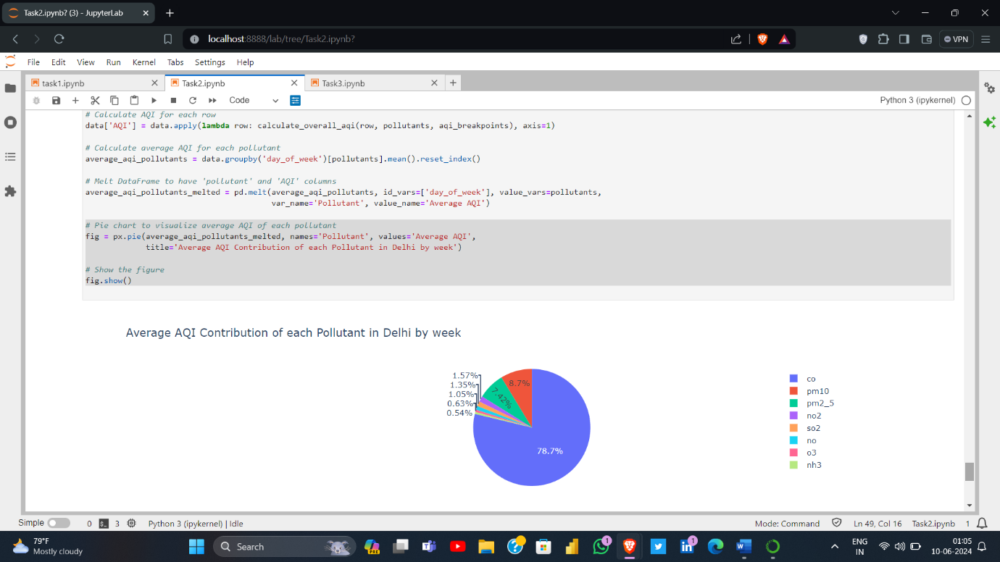 Task2.ipynb? (3) - JupyterLab
localhost:8888/lab/tree/Task2.ipynb?
VPN
File Edit View Run Kernel Tabs Settings Help
task1.ipynb Task2.ipynb Task3.ipynb
Code Python 3 (ipykernel)
# Calculate AQI for each row
data['AQI'] = data.apply(lambda row: calculate_overall_aqi(row, pollutants, aqi_breakpoints), axis=1)
# Calculate average AQI for each pollutant
average_aqi_pollutants = data.groupby('day_of_week')[pollutants].mean().reset_index()
# Melt DataFrame to have 'pollutant' and 'AQI' columns
average_aqi_pollutants_melted = pd.melt(average_aqi_pollutants, id_vars=['day_of_week'], value_vars=pollutants,
var_name='Pollutant', value_name='Average AQI')
# Pie chart to visualize average AQI of each pollutant
fig = px.pie(average_aqi_pollutants_melted, names='Pollutant', values='Average AQI',
title='Average AQI Contribution of each Pollutant in Delhi by week')
# Show the figure
fig.show()
Average AQI Contribution of each Pollutant in Delhi by week
1.57%
1.35%
1.05%
0.63%
0.54%
7.42%
8.7%
78.7%
co
pm10
pm2_5
no2
so2
no
o3
nh3
Simple 0 $_ 3 Python 3 (ipykernel) | Idle Mode: Command Ln 49, Col 16 Task2.ipynb 1
79°F
Mostly cloudy
Search
PRE
1
1
ENG
IN
01:05
10-06-2024